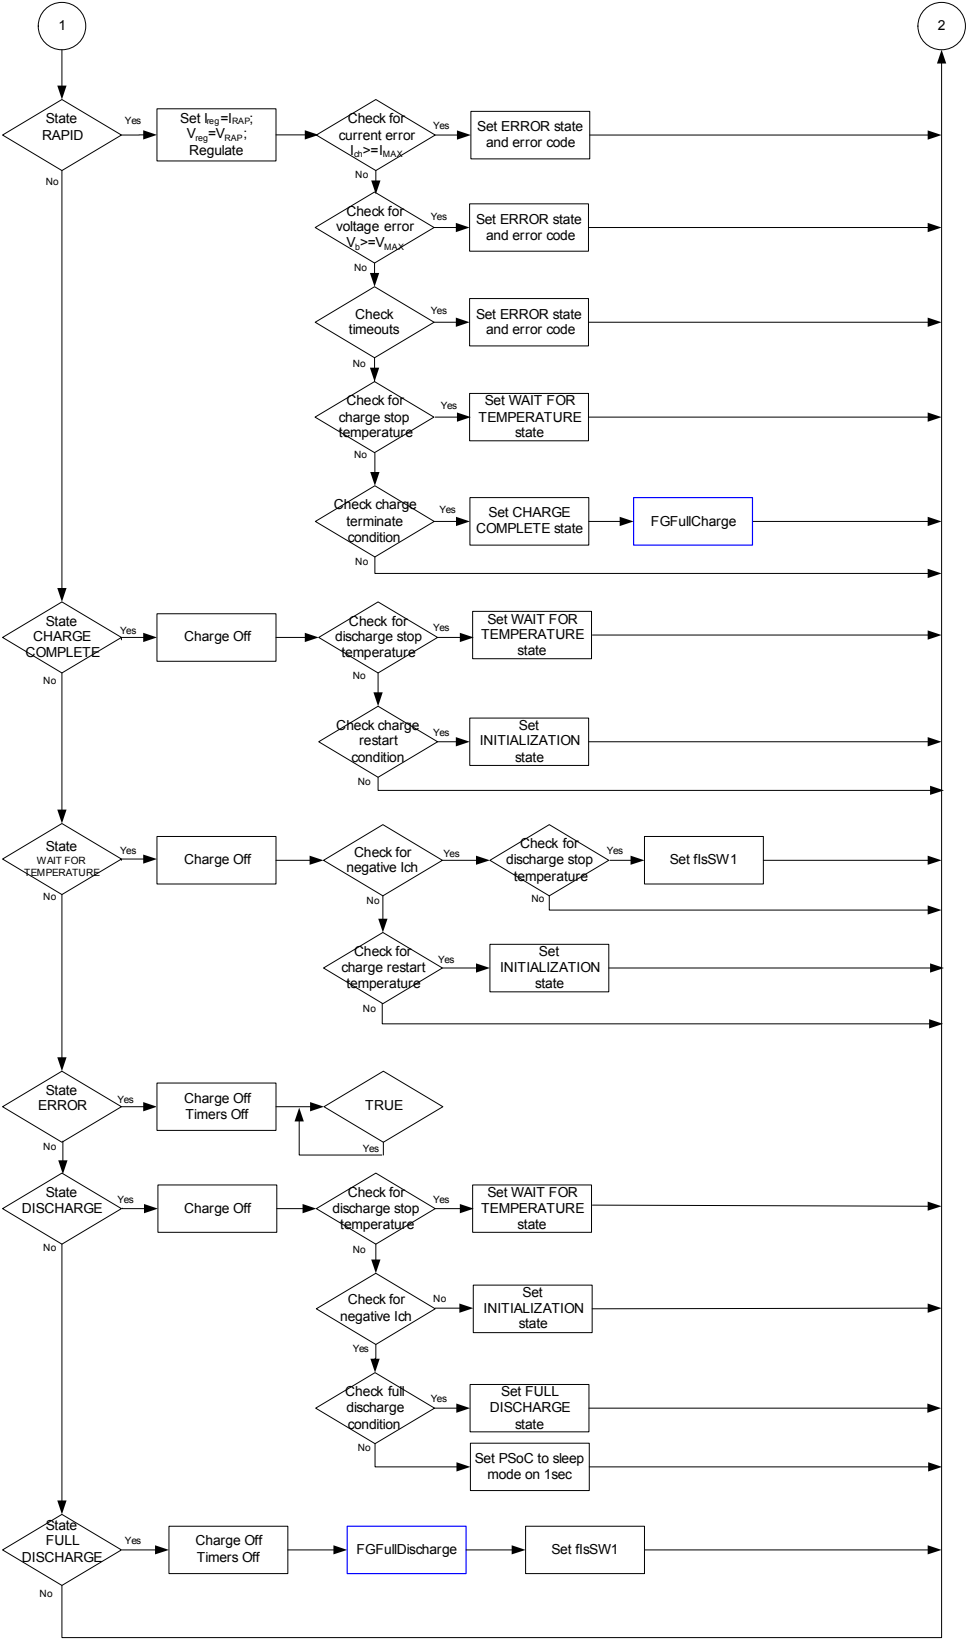 1
2
State
RAPID
Yes
Set Ireg=IRAP;
Vreg=VRAP;
Regulate
Check for
current error
Ich>=IMAX
Yes
Set ERROR state
and error code
No
No
Check for
voltage error
Vb>=VMAX
Yes
Set ERROR state
and error code
No
Check
timeouts
Yes
Set ERROR state
and error code
No
Check for
charge stop
temperature
Yes
Set WAIT FOR
TEMPERATURE
state
No
Check charge
terminate
condition
Yes
Set CHARGE
COMPLETE state
FGFullCharge
No
State
CHARGE
COMPLETE
Yes
Charge Off
Check for
discharge stop
temperature
Yes
Set WAIT FOR
TEMPERATURE
state
No
No
Check charge
restart
condition
Yes
Set
INITIALIZATION
state
No
State
WAIT FOR
TEMPERATURE
Yes
Charge Off
Check for
negative Ich
Yes
Check for
discharge stop
temperature
Yes
Set fIsSW1
No
No
No
Check for
charge restart
temperature
Yes
Set
INITIALIZATION
state
No
State
ERROR
Yes
Charge Off
Timers Off
TRUE
Yes
No
State
DISCHARGE
Yes
Charge Off
Check for
discharge stop
temperature
Yes
Set WAIT FOR
TEMPERATURE
state
No
No
Check for
negative Ich
No
Set
INITIALIZATION
state
Yes
Check full
discharge
condition
Yes
Set FULL
DISCHARGE
state
No
Set PSoC to sleep
mode on 1sec
State
FULL
DISCHARGE
Yes
Charge Off
Timers Off
FGFullDischarge
Set fIsSW1
No